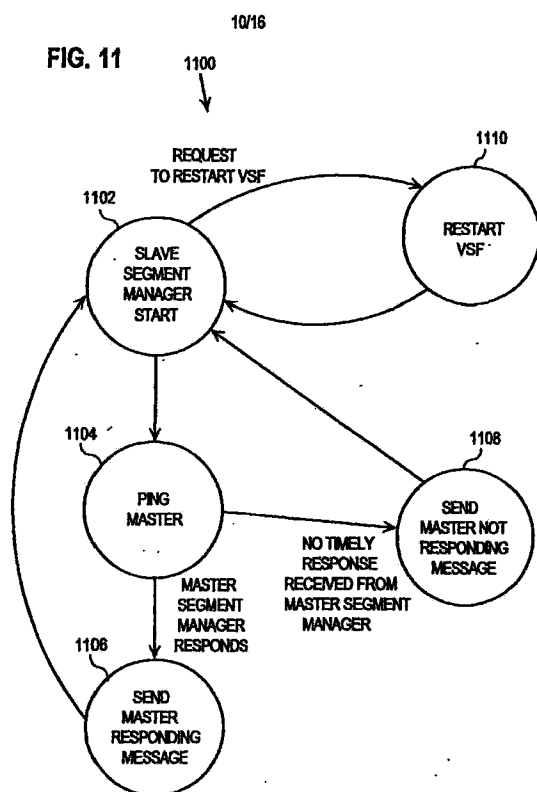 10/16
FIG. 11
1100
REQUEST
TO RESTART VSF
1110
RESTART
VSF
1102
SLAVE
SEGMENT
MANAGER
START
1104
PING
MASTER
1108
SEND
MASTER NOT
RESPONDING
MESSAGE
NO TIMELY
RESPONSE
RECEIVED FROM
MASTER SEGMENT
MANAGER
MASTER
SEGMENT
MANAGER
RESPONDS
1106
SEND
MASTER
RESPONDING
MESSAGE